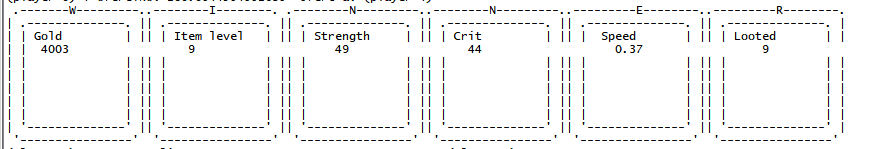 W I N N E R
Gold Item level Strength Crit Speed Looted
4003 9 49 44 0.37 9